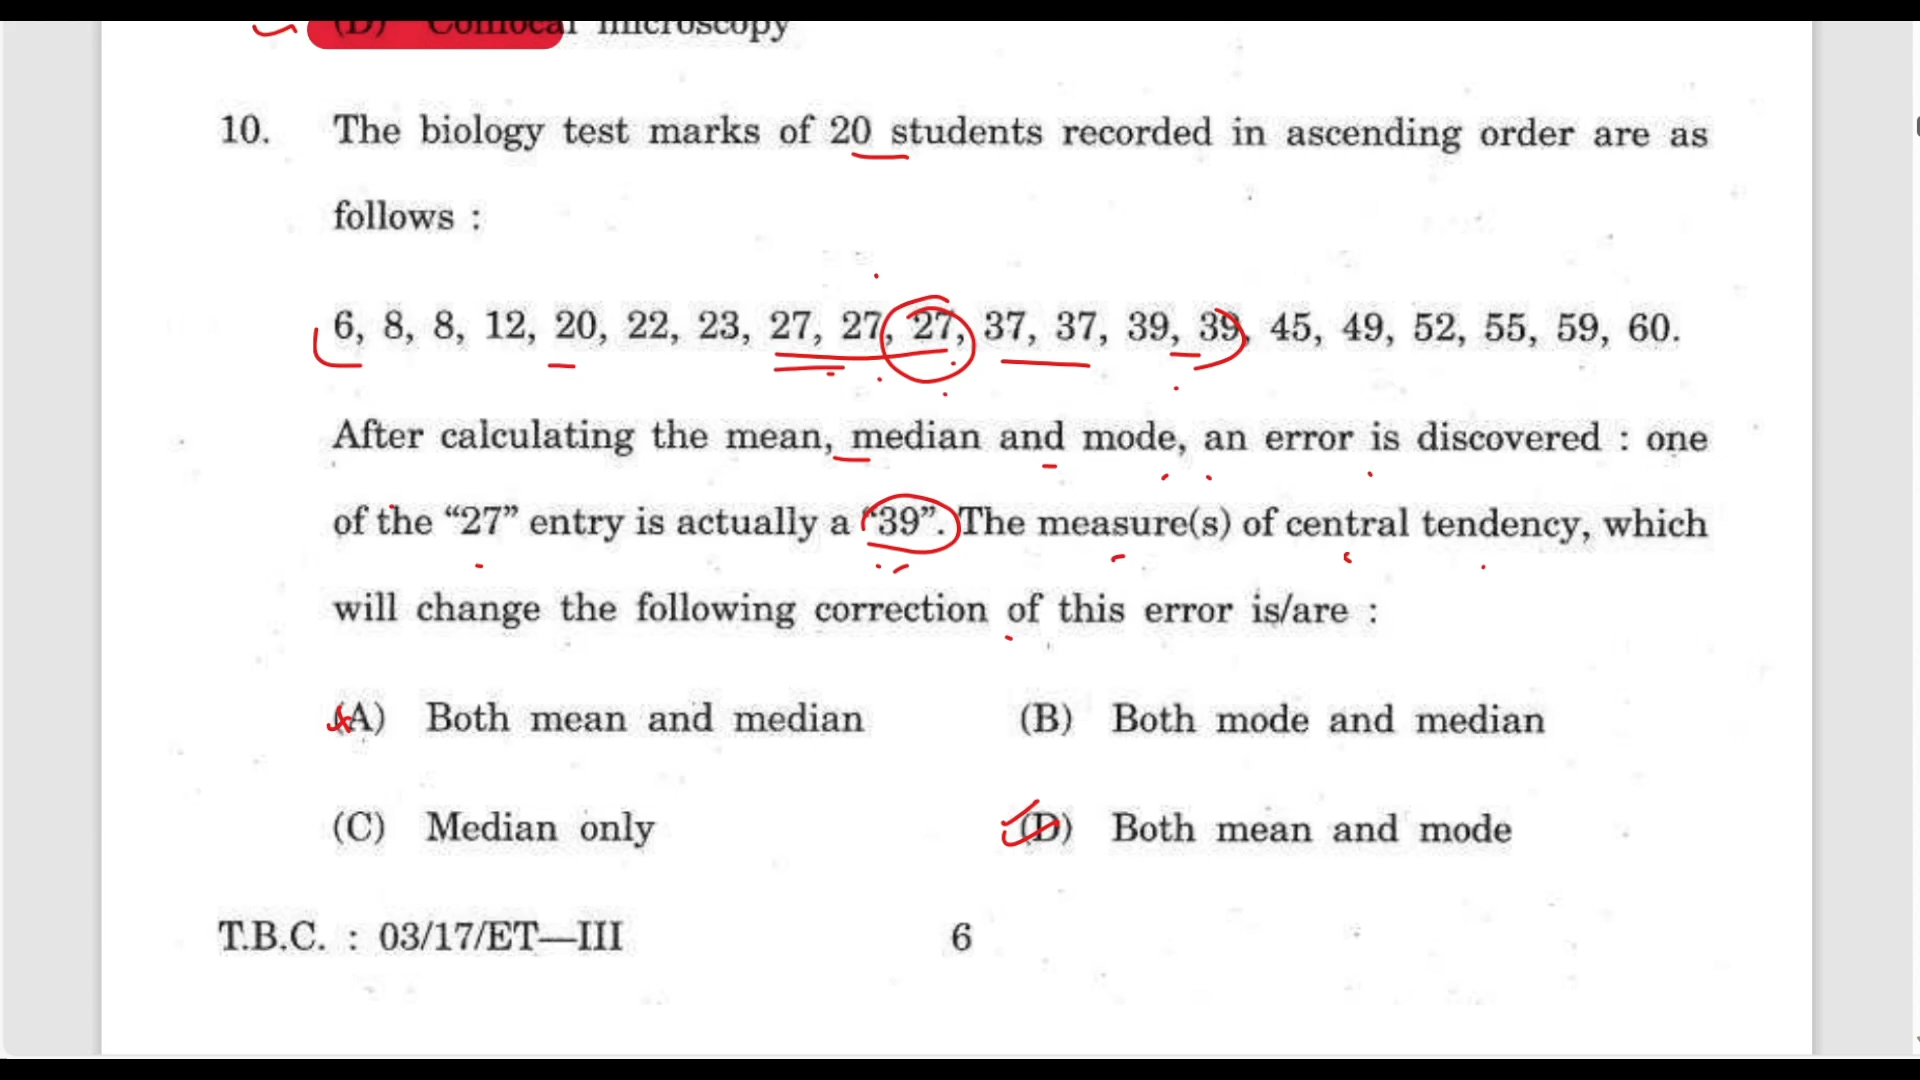 (D) Confocal microscopy
10. The biology test marks of 20 students recorded in ascending order are as
follows :
6, 8, 8, 12, 20, 22, 23, 27, 27, 27, 37, 37, 39, 39, 45, 49, 52, 55, 59, 60.
After calculating the mean, median and mode, an error is discovered : one
of the “27” entry is actually a “39”. The measure(s) of central tendency, which
will change the following correction of this error is/are :
(A) Both mean and median (B) Both mode and median
(C) Median only (D) Both mean and mode
T.B.C. : 03/17/ET—III 6